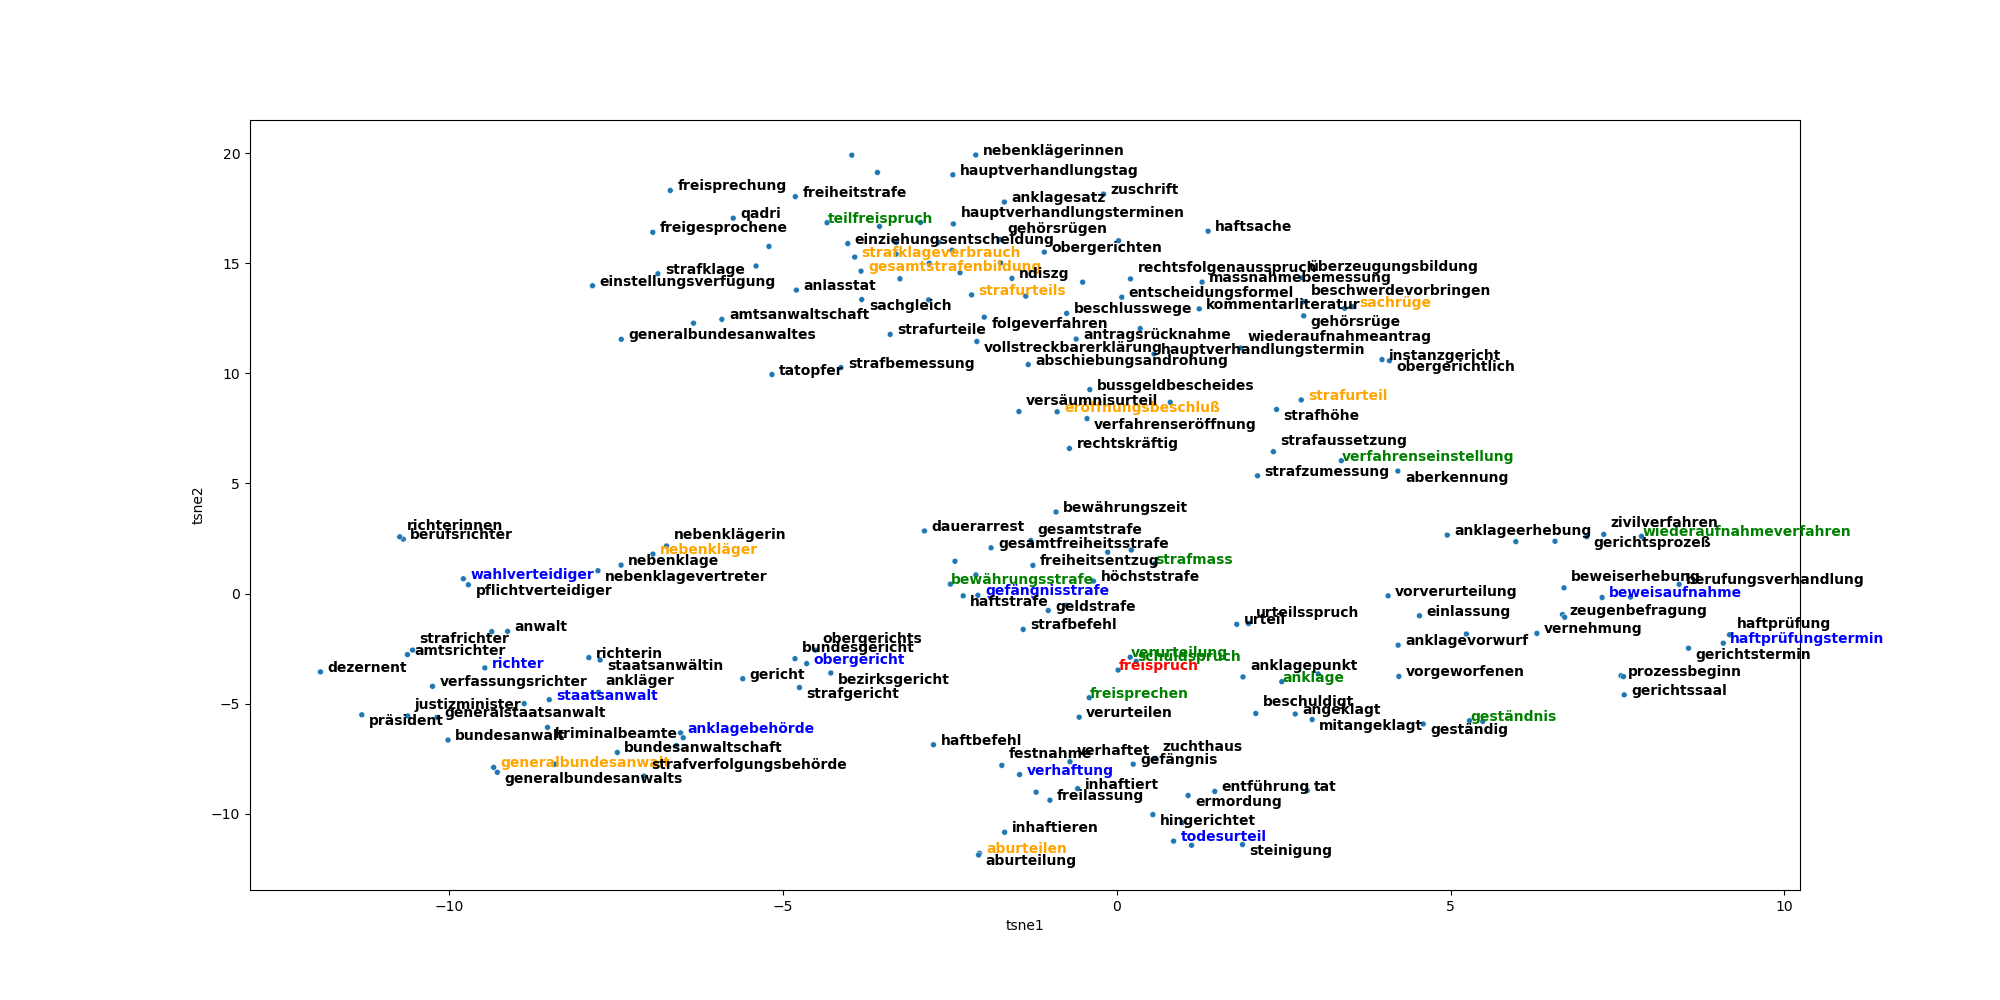 nebenklägerinnen
hauptverhandlungstag
freisprechung
freiheitstrafe
zuschrift
anklagesatz
qadri
hauptverhandlungsterminen
teilfreispruch
freigesprochene
gehörsrügen
haftsache
einziehungsentscheidung
obergerichten
strafklageverbrauch
strafklage
gesamtstrafenbildung
rechtsfolgenausspruch
überzeugungsbildung
ndiszg
massnahmebemessung
einstellungsverfügung
anlasstat
strafurteils
entscheidungsformel
beschwerdevorbringen
sachgleich
beschlusswege
kommentarliteratur
sachrüge
amtsanwaltschaft
folgeverfahren
gehörsrüge
generalbundesanwaltes
strafurteile
antragsrücknahme
wiederaufnahmeantrag
vollstreckbarerklärung
hauptverhandlungstermin
instanzgericht
abschiebungsandrohung
obergerichtlich
tatopfer
strafbemessung
bussgeldbescheides
strafurteil
versäumnisurteil
eröffnungsbeschluß
strafhöhe
verfahrenseröffnung
rechtskräftig
strafaussetzung
verfahrenseinstellung
strafzumessung
aberkennung
bewährungszeit
richterinnen
berufsrichter
nebenklägerin
dauerarrest
gesamtstrafe
anklageerhebung
zivilverfahren
wiederaufnahmeverfahren
nebenkläger
gesamtfreiheitsstrafe
gerichtsprozeß
nebenklage
freiheitsentzug
strafmass
wahlverteidiger
nebenklagevertreter
bewährungsstrafe
höchststrafe
beweiserhebung
berufungsverhandlung
pflichtverteidiger
gefängnisstrafe
vorverurteilung
beweisaufnahme
haftstrafe
geldstrafe
urteilsspruch
einlassung
zeugenbefragung
anwalt
strafbefehl
urteil
vernehmung
haftprüfung
strafrichter
obergerichts
anklagevorwurf
haftprüfungstermin
amtsrichter
richterin
bundesgericht
verurteilung
schuldspruch
gerichtstermin
dezernent
richter
staatsanwältin
obergericht
freispruch
anklagepunkt
vorgeworfenen
prozessbeginn
verfassungsrichter
ankläger
gericht
bezirksgericht
anklage
staatsanwalt
strafgericht
freisprechen
gerichtssaal
justizminister
beschuldigt
präsident
generalstaatsanwalt
verurteilen
angeklagt
geständnis
bundesanwalt
kriminalbeamte
anklagebehörde
mitangeklagt
geständig
bundesanwaltschaft
haftbefehl
festnahme
verhaftet
zuchthaus
generalbundesanwalt
strafverfolgungsbehörde
verhaftung
gefängnis
generalbundesanwalts
inhaftiert
entführung
tat
freilassung
ermordung
inhaftieren
hingerichtet
todesurteil
aburteilen
steinigung
aburteilung
20
15
10
5
0
−5
−10
tsne2
−10
−5
0
5
10
tsne1